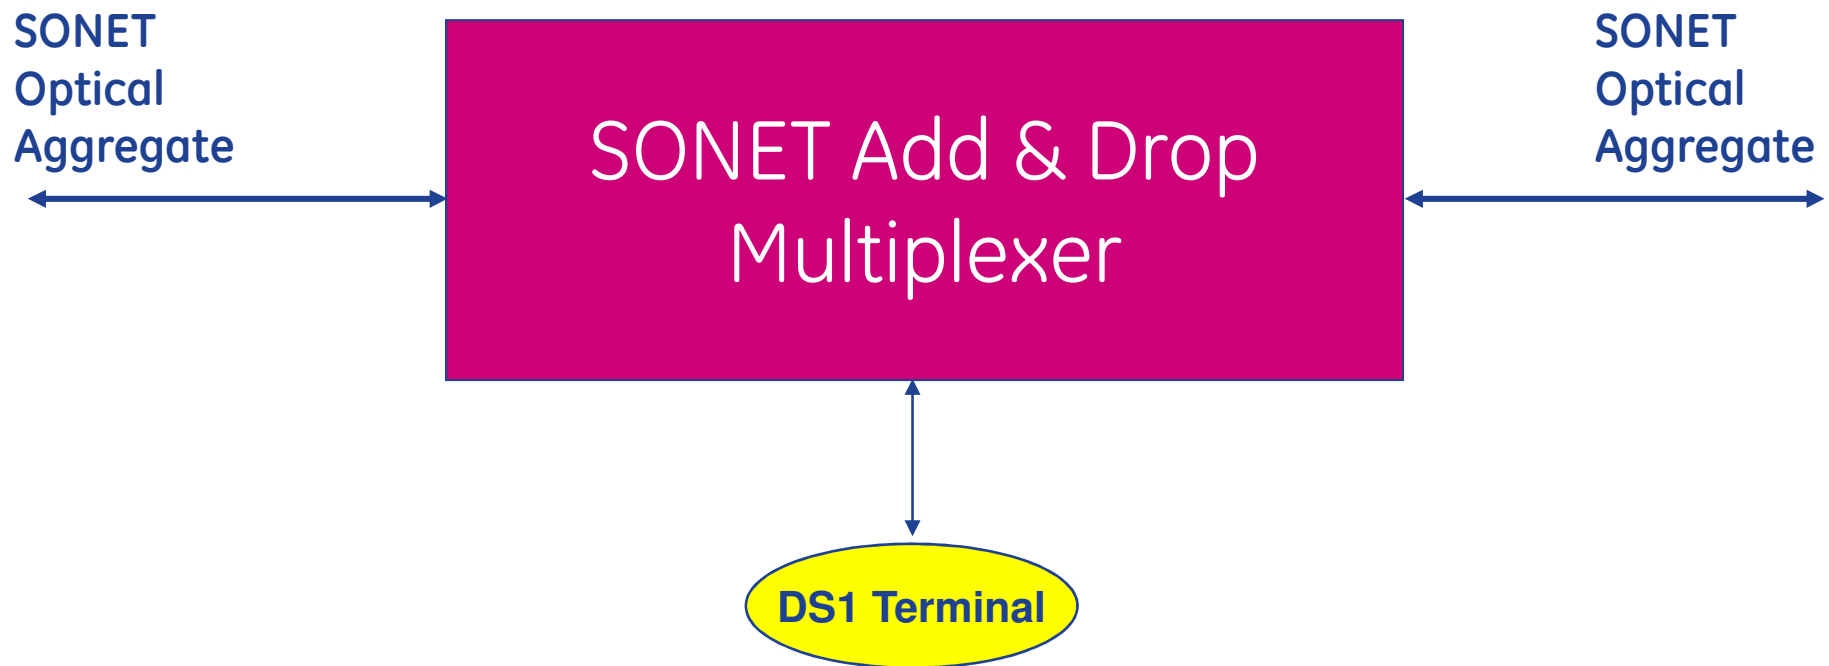 SONET
Optical
Aggregate
SONET Add & Drop
Multiplexer
SONET
Optical
Aggregate
DS1 Terminal